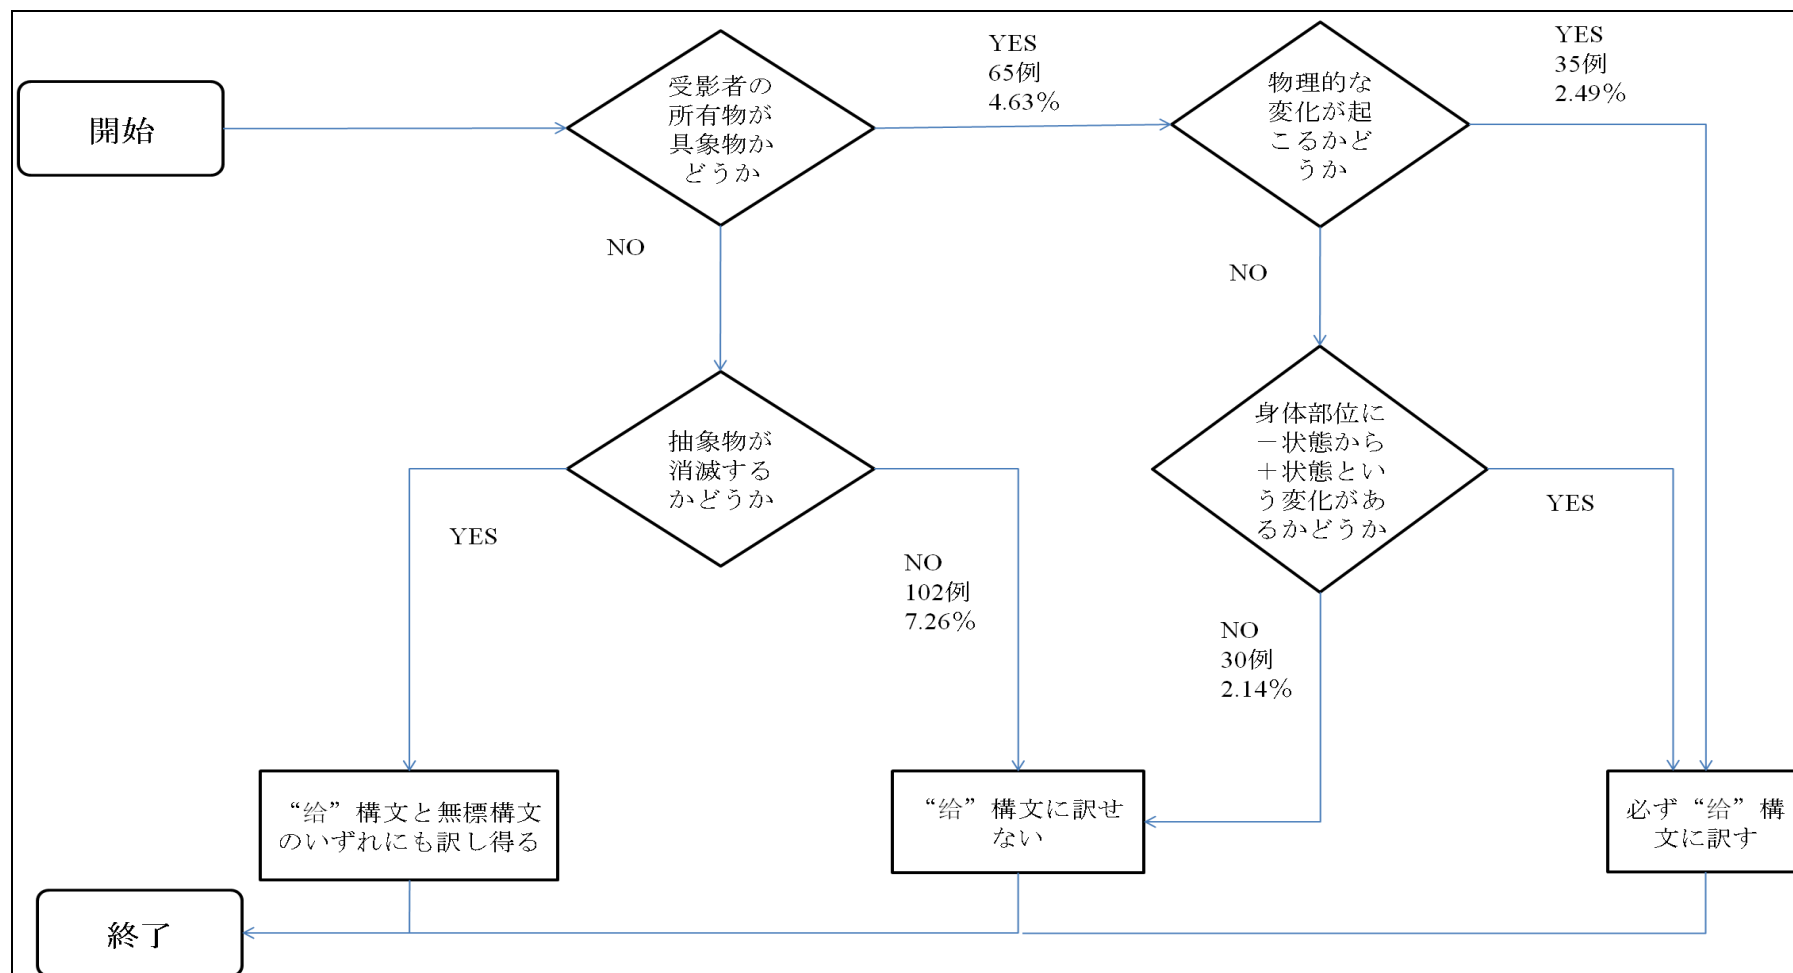 開始
受影者の
所有物が
具象物か
どうか
YES
65例
4.63%
物理的な
変化が起
こるかど
うか
YES
35例
2.49%
NO
NO
抽象物が
消滅する
かどうか
身体部位に
－状態から
＋状態とい
う変化があ
るかどうか
YES
NO
102例
7.26%
YES
NO
30例
2.14%
“给”構文と無標構文
のいずれにも訳し得る
“给”構文に訳せ
ない
必ず“给”構
文に訳す
終了